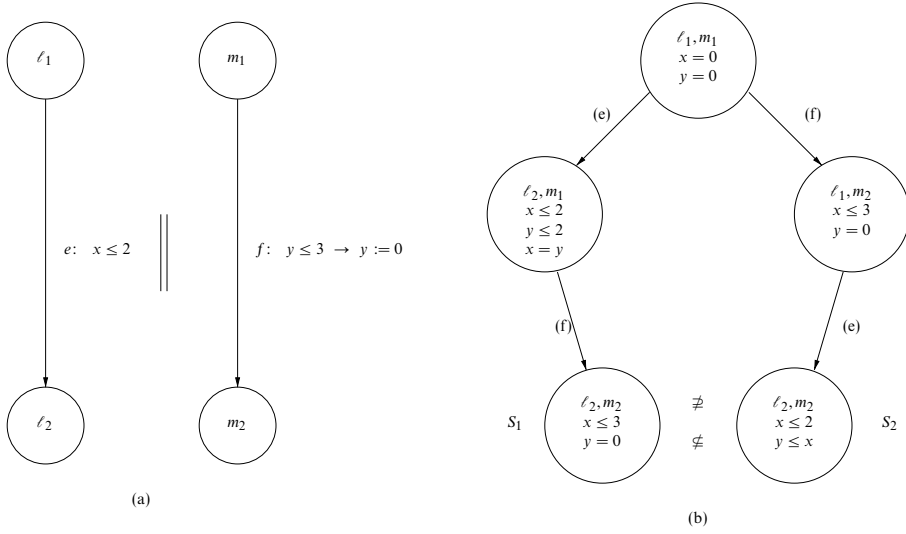 ℓ₁
m₁
e: x ≤ 2
f: y ≤ 3 → y := 0
ℓ₂
m₂
(a)
ℓ₁, m₁
x = 0
y = 0
(e)
(f)
ℓ₂, m₁
x ≤ 2
y ≤ 2
x = y
ℓ₁, m₂
x ≤ 3
y = 0
(f)
(e)
S₁
ℓ₂, m₂
x ≤ 3
y = 0
⊉
⊈
ℓ₂, m₂
x ≤ 2
y ≤ x
S₂
(b)